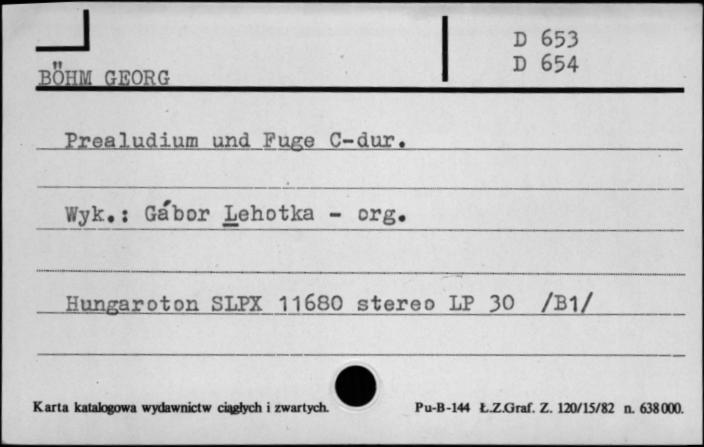 D 653
D 654
BÖHM GEORG
Prealudium und Fuge C-dur.
Wyk.: Gábor Lehotka - org.
Hungaroton SLPX 11680 stereo LP 30 /B1/
Karta katalogowa wydawnictw ciągłych i zwartych.
Pu-B-144 Ł.Z.Graf. Z. 120/15/82 n. 638000.